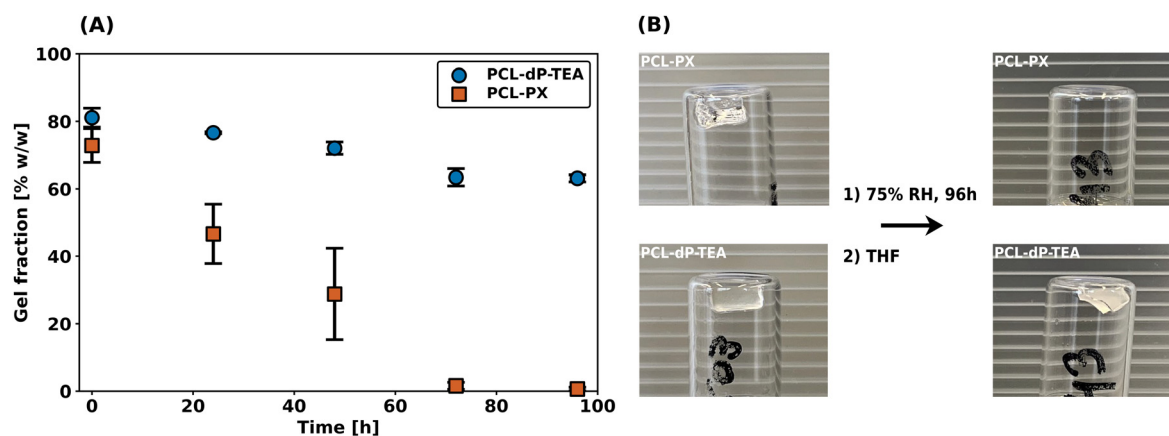 (A)
100
80
60
40
20
0
0
20
40
60
80
100
Gel fraction [% w/w]
Time [h]
PCL-dP-TEA
PCL-PX
(B)
PCL-PX
PCL-dP-TEA
1) 75% RH, 96h
2) THF
PCL-PX
PCL-dP-TEA